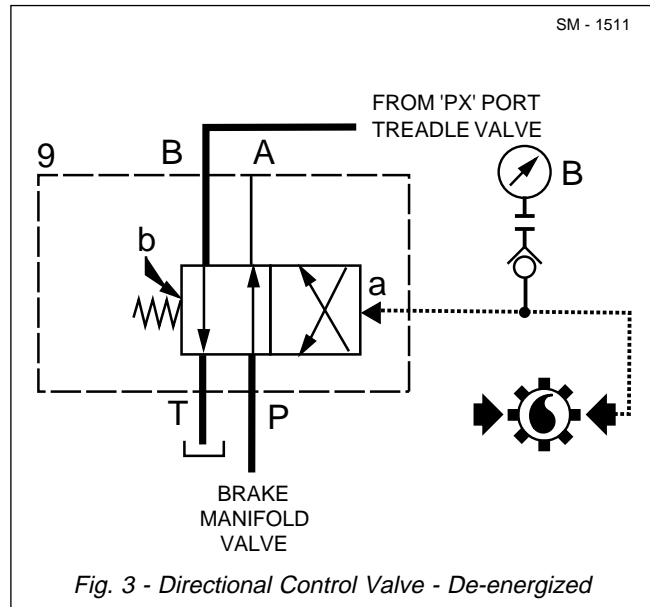 SM - 1511
FROM 'PX' PORT
TREADLE VALVE
9
B
A
B
b
a
T
P
BRAKE
MANIFOLD
VALVE
Fig. 3 - Directional Control Valve - De-energized